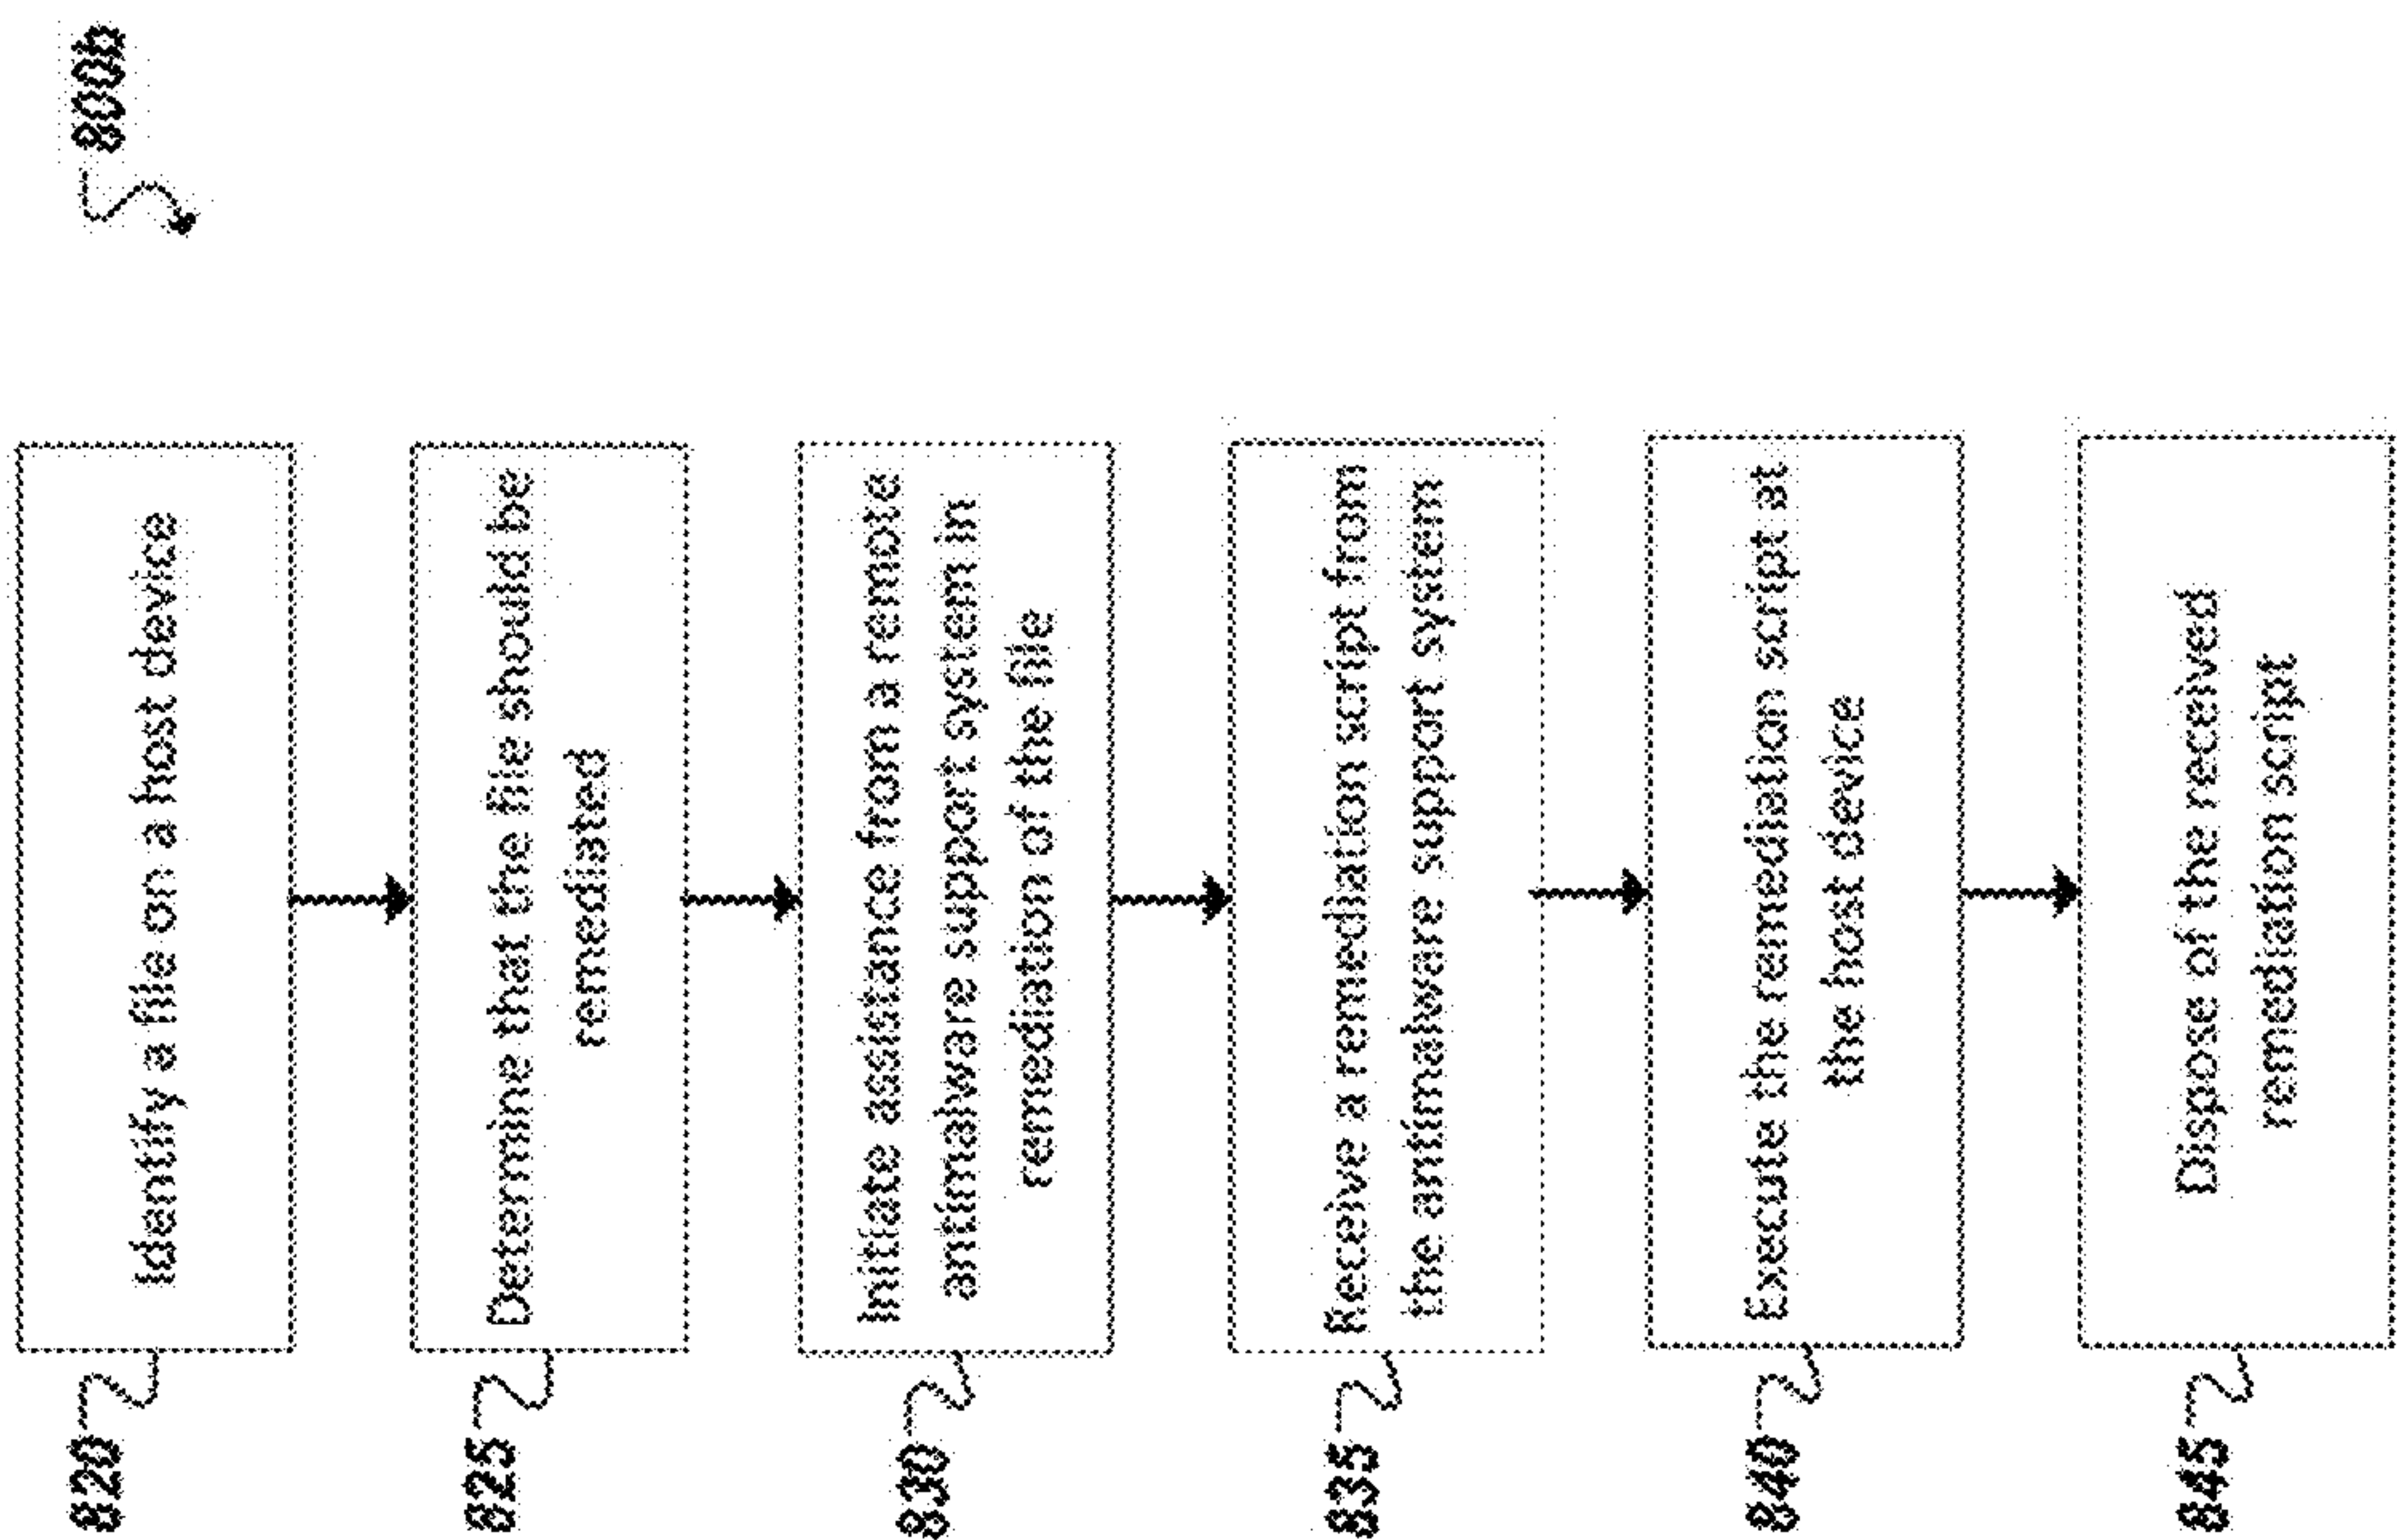 800b
820
Identify a file on a host device
825
Determine that the file should be
remediated
830
Initiate assistance from a remote
antimalware support system in
remediation of the file
835
Receive a remediation script from
the antimalware support system
840
Execute the remediation script at
the host device
845
Dispose of the received
remediation script